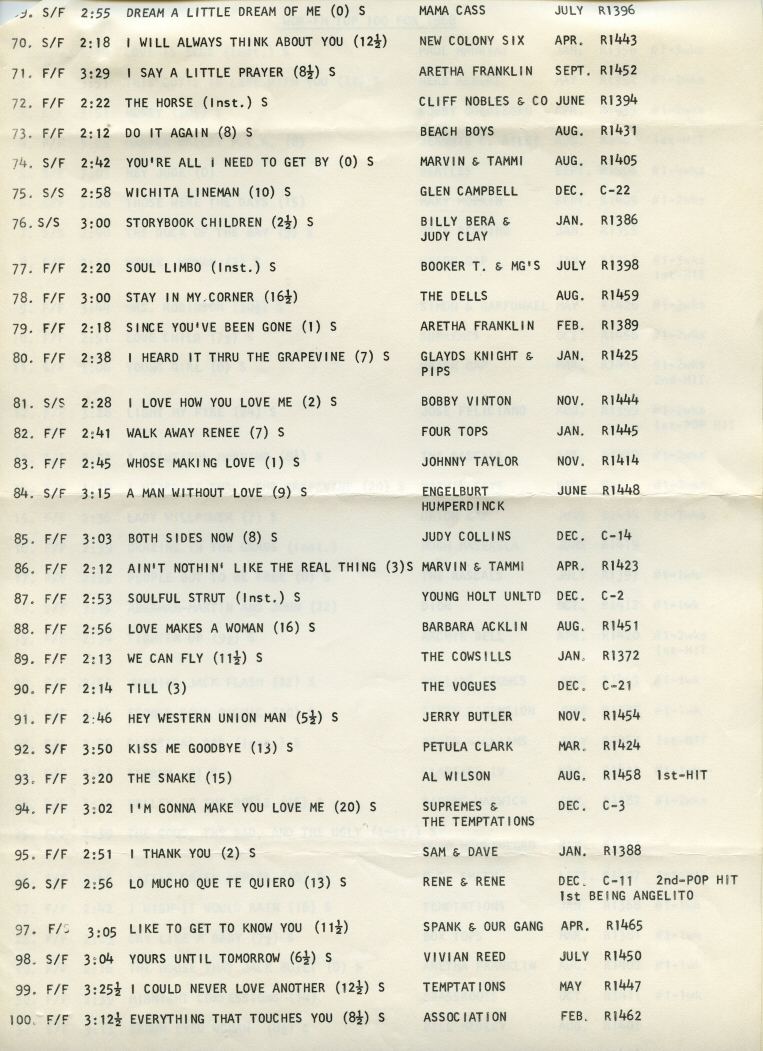 S/F 2:55 DREAM A LITTLE DREAM OF ME (0) S MAMA CASS JULY R1396
70. S/F 2:18 I WILL ALWAYS THINK ABOUT YOU (12½) NEW COLONY SIX APR. R1443
71. F/F 3:29 I SAY A LITTLE PRAYER (8½) S ARETHA FRANKLIN SEPT. R1452
72. F/F 2:22 THE HORSE (Inst.) S CLIFF NOBLES & CO JUNE R1394
73. F/F 2:12 DO IT AGAIN (8) S BEACH BOYS AUG. R1431
74. S/F 2:42 YOU'RE ALL I NEED TO GET BY (0) S MARVIN & TAMMI AUG. R1405
75. S/S 2:58 WICHITA LINEMAN (10) S GLEN CAMPBELL DEC. C-22
76. S/S 3:00 STORYBOOK CHILDREN (2½) S BILLY BERA & JAN. R1386
JUDY CLAY
77. F/F 2:20 SOUL LIMBO (Inst.) S BOOKER T. & MG'S JULY R1398
78. F/F 3:00 STAY IN MY CORNER (16½) THE DELLS AUG. R1459
79. F/F 2:18 SINCE YOU'VE BEEN GONE (1) S ARETHA FRANKLIN FEB. R1389
80. F/F 2:38 I HEARD IT THRU THE GRAPEVINE (7) S GLAYDS KNIGHT & JAN. R1425
PIPS
81. S/S 2:28 I LOVE HOW YOU LOVE ME (2) S BOBBY VINTON NOV. R1444
82. F/F 2:41 WALK AWAY RENEE (7) S FOUR TOPS JAN. R1445
83. F/F 2:45 WHOSE MAKING LOVE (1) S JOHNNY TAYLOR NOV. R1414
84. S/F 3:15 A MAN WITHOUT LOVE (9) S ENGELBURT JUNE R1448
HUMPERDINCK
85. F/F 3:03 BOTH SIDES NOW (8) S JUDY COLLINS DEC. C-14
86. F/F 2:12 AIN'T NOTHIN' LIKE THE REAL THING (3)S MARVIN & TAMMI APR. R1423
87. F/F 2:53 SOULFUL STRUT (Inst.) S YOUNG HOLT UNLTD DEC. C-2
88. F/F 2:56 LOVE MAKES A WOMAN (16) S BARBARA ACKLIN AUG. R1451
89. F/F 2:13 WE CAN FLY (11½) S THE COWSILLS JAN. R1372
90. F/F 2:14 TILL (3) THE VOGUES DEC. C-21
91. F/F 2:46 HEY WESTERN UNION MAN (5½) S JERRY BUTLER NOV. R1454
92. S/F 3:50 KISS ME GOODBYE (13) S PETULA CLARK MAR. R1424
93. F/F 3:20 THE SNAKE (15) AL WILSON AUG. R1458 1st-HIT
94. F/F 3:02 I'M GONNA MAKE YOU LOVE ME (20) S SUPREMES & DEC. C-3
THE TEMPTATIONS
95. F/F 2:51 I THANK YOU (2) S SAM & DAVE JAN. R1388
96. S/F 2:56 LO MUCHO QUE TE QUIERO (13) S RENE & RENE DEC. C-11 2nd-POP HIT
1st BEING ANGELITO
97. F/S 3:05 LIKE TO GET TO KNOW YOU (11½) SPANK & OUR GANG APR. R1465
98. S/F 3:04 YOURS UNTIL TOMORROW (6½) S VIVIAN REED JULY R1450
99. F/F 3:25½ I COULD NEVER LOVE ANOTHER (12½) S TEMPTATIONS MAY R1447
100. F/F 3:12½ EVERYTHING THAT TOUCHES YOU (8½) S ASSOCIATION FEB. R1462